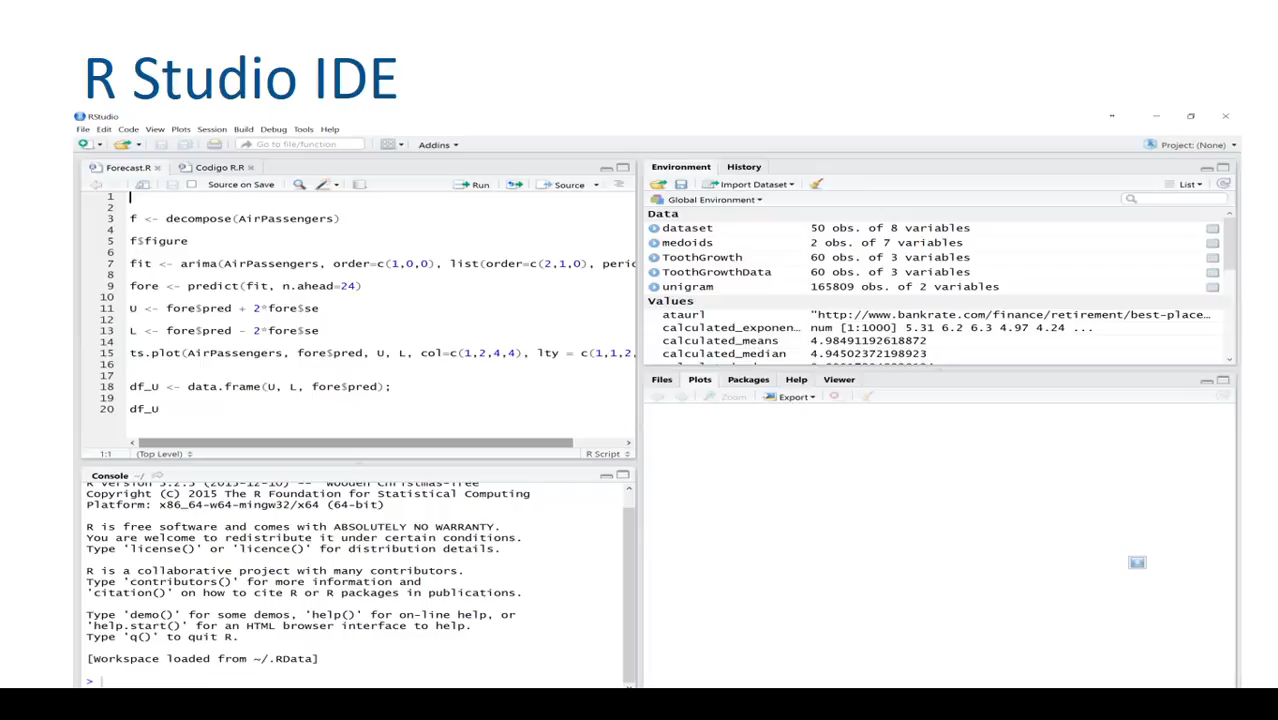 R Studio IDE
RStudio
File Edit Code View Plots Session Build Debug Tools Help
Go to file/function Addins Project: (None)
Forecast.R Codigo R.R
Source on Save Run Source
1
2
3 f <- decompose(AirPassengers)
4
5 f$figure
6
7 fit <- arima(AirPassengers, order=c(1,0,0), list(order=c(2,1,0), peric
8
9 fore <- predict(fit, n.ahead=24)
10
11 U <- fore$pred + 2*fore$se
12
13 L <- fore$pred - 2*fore$se
14
15 ts.plot(AirPassengers, fore$pred, U, L, col=c(1,2,4,4), lty = c(1,1,2,
16
18 df_U <- data.frame(U, L, fore$pred);
19
20 df_U
1:1 (Top Level) R Script
Console ~/
Copyright (C) 2015 The R Foundation for Statistical Computing
Platform: x86_64-w64-mingw32/x64 (64-bit)
R is free software and comes with ABSOLUTELY NO WARRANTY.
You are welcome to redistribute it under certain conditions.
Type 'license()' or 'licence()' for distribution details.
R is a collaborative project with many contributors.
Type 'contributors()' for more information and
'citation()' on how to cite R or R packages in publications.
Type 'demo()' for some demos, 'help()' for on-line help, or
'help.start()' for an HTML browser interface to help.
Type 'q()' to quit R.
[Workspace loaded from ~/.RData]
>
Environment History
Import Dataset List
Global Environment
Data
dataset 50 obs. of 8 variables
medoids 2 obs. of 7 variables
ToothGrowth 60 obs. of 3 variables
ToothGrowthData 60 obs. of 3 variables
unigram 165809 obs. of 2 variables
Values
ataurl "http://www.bankrate.com/finance/retirement/best-place…
calculated_exponen… num [1:1000] 5.31 6.2 6.3 4.97 4.24 ...
calculated_means 4.98491192618872
calculated_median 4.94502372198923
Files Plots Packages Help Viewer
Zoom Export